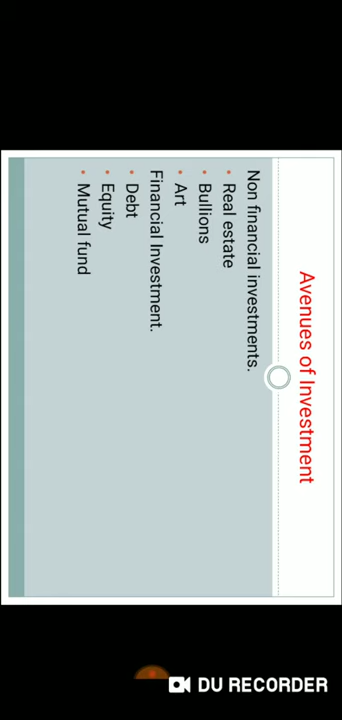 Avenues of Investment
Non financial investments.
• Real estate
• Bullions
• Art
Financial Investment.
• Debt
• Equity
• Mutual fund
DU RECORDER